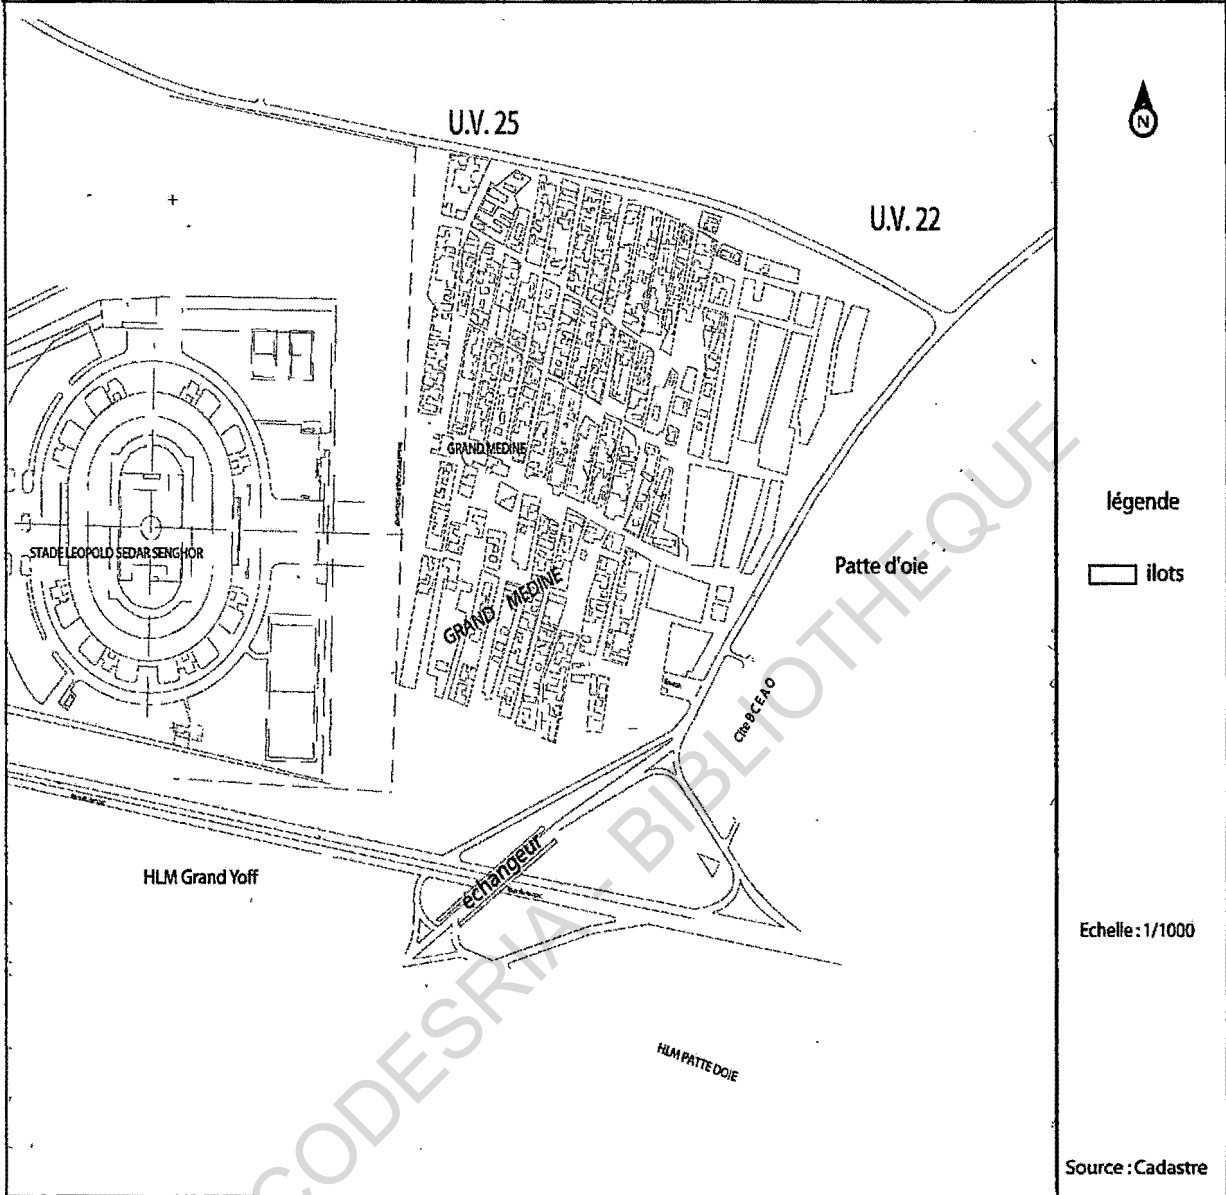 U.V. 25
N
U.V. 22
GRAND MEDINE
légende
STADE LEOPOLD SEDAR SENGHOR
Patte d'oie
ilots
GRAND MEDINE
Cite BCEAO
échangeur
HLM Grand Yoff
Echelle : 1/1000
HLM PATTE DOIE
Source : Cadastre
CODESRIA - BIBLIOTHEQUE